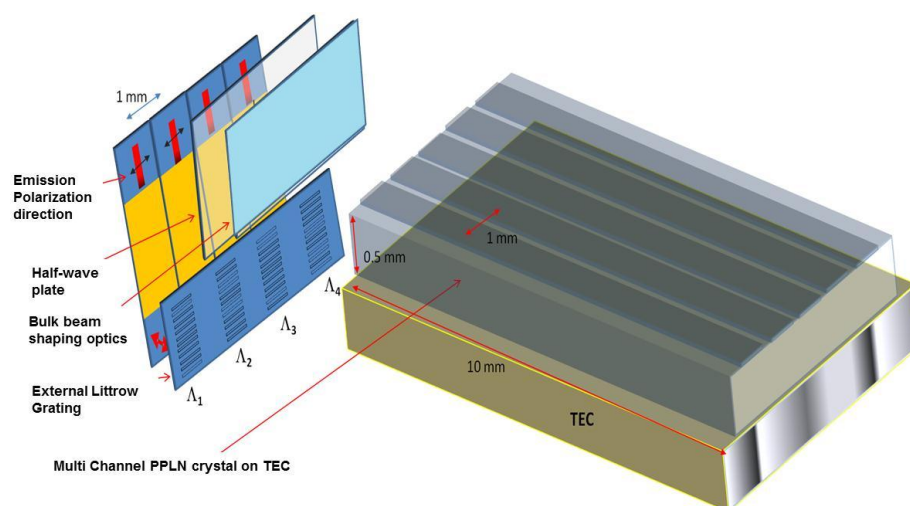 1 mm
Emission
Polarization
direction
Half-wave
plate
Bulk beam
shaping optics
External Littrow
Grating
Λ1
Λ2
Λ3
Λ4
0.5 mm
1 mm
10 mm
TEC
Multi Channel PPLN crystal on TEC